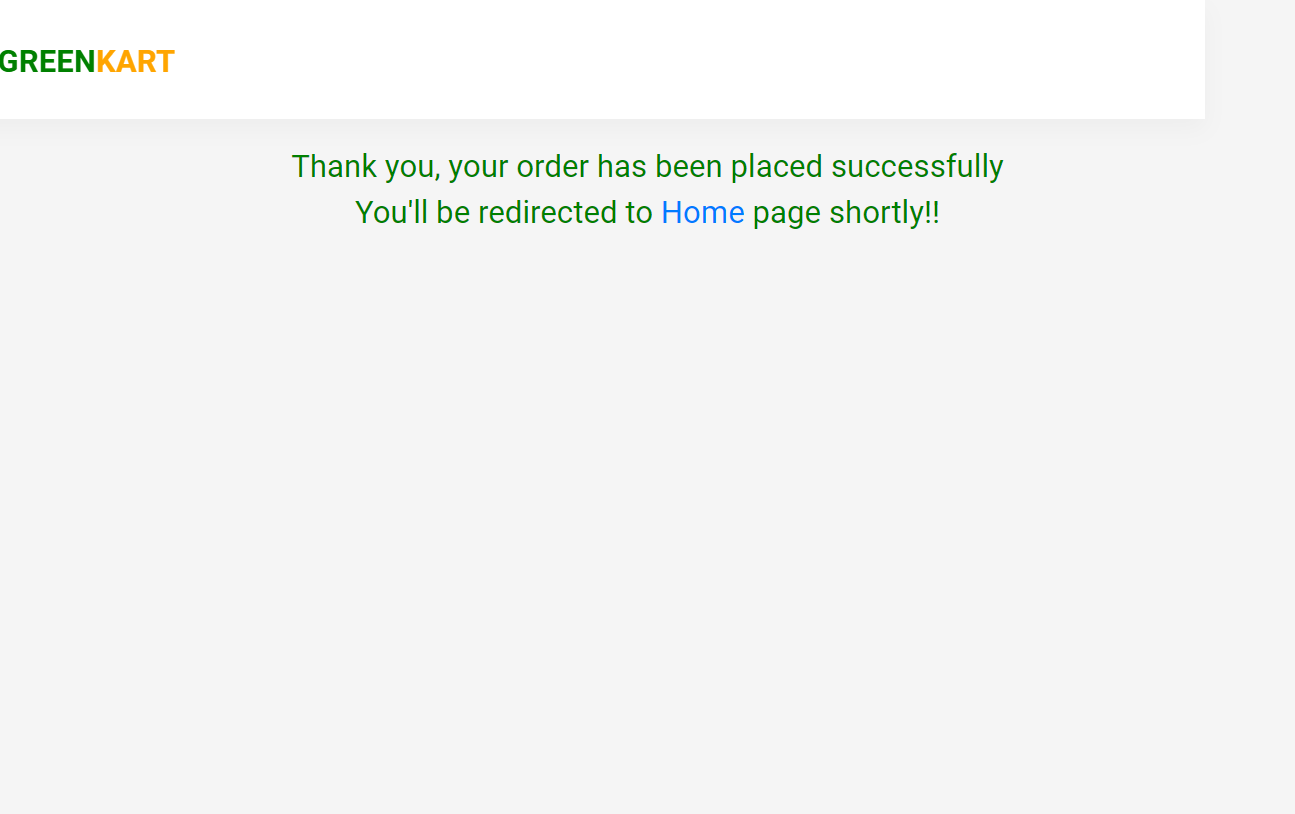 GREENKART
Thank you, your order has been placed successfully
You'll be redirected to Home page shortly!!